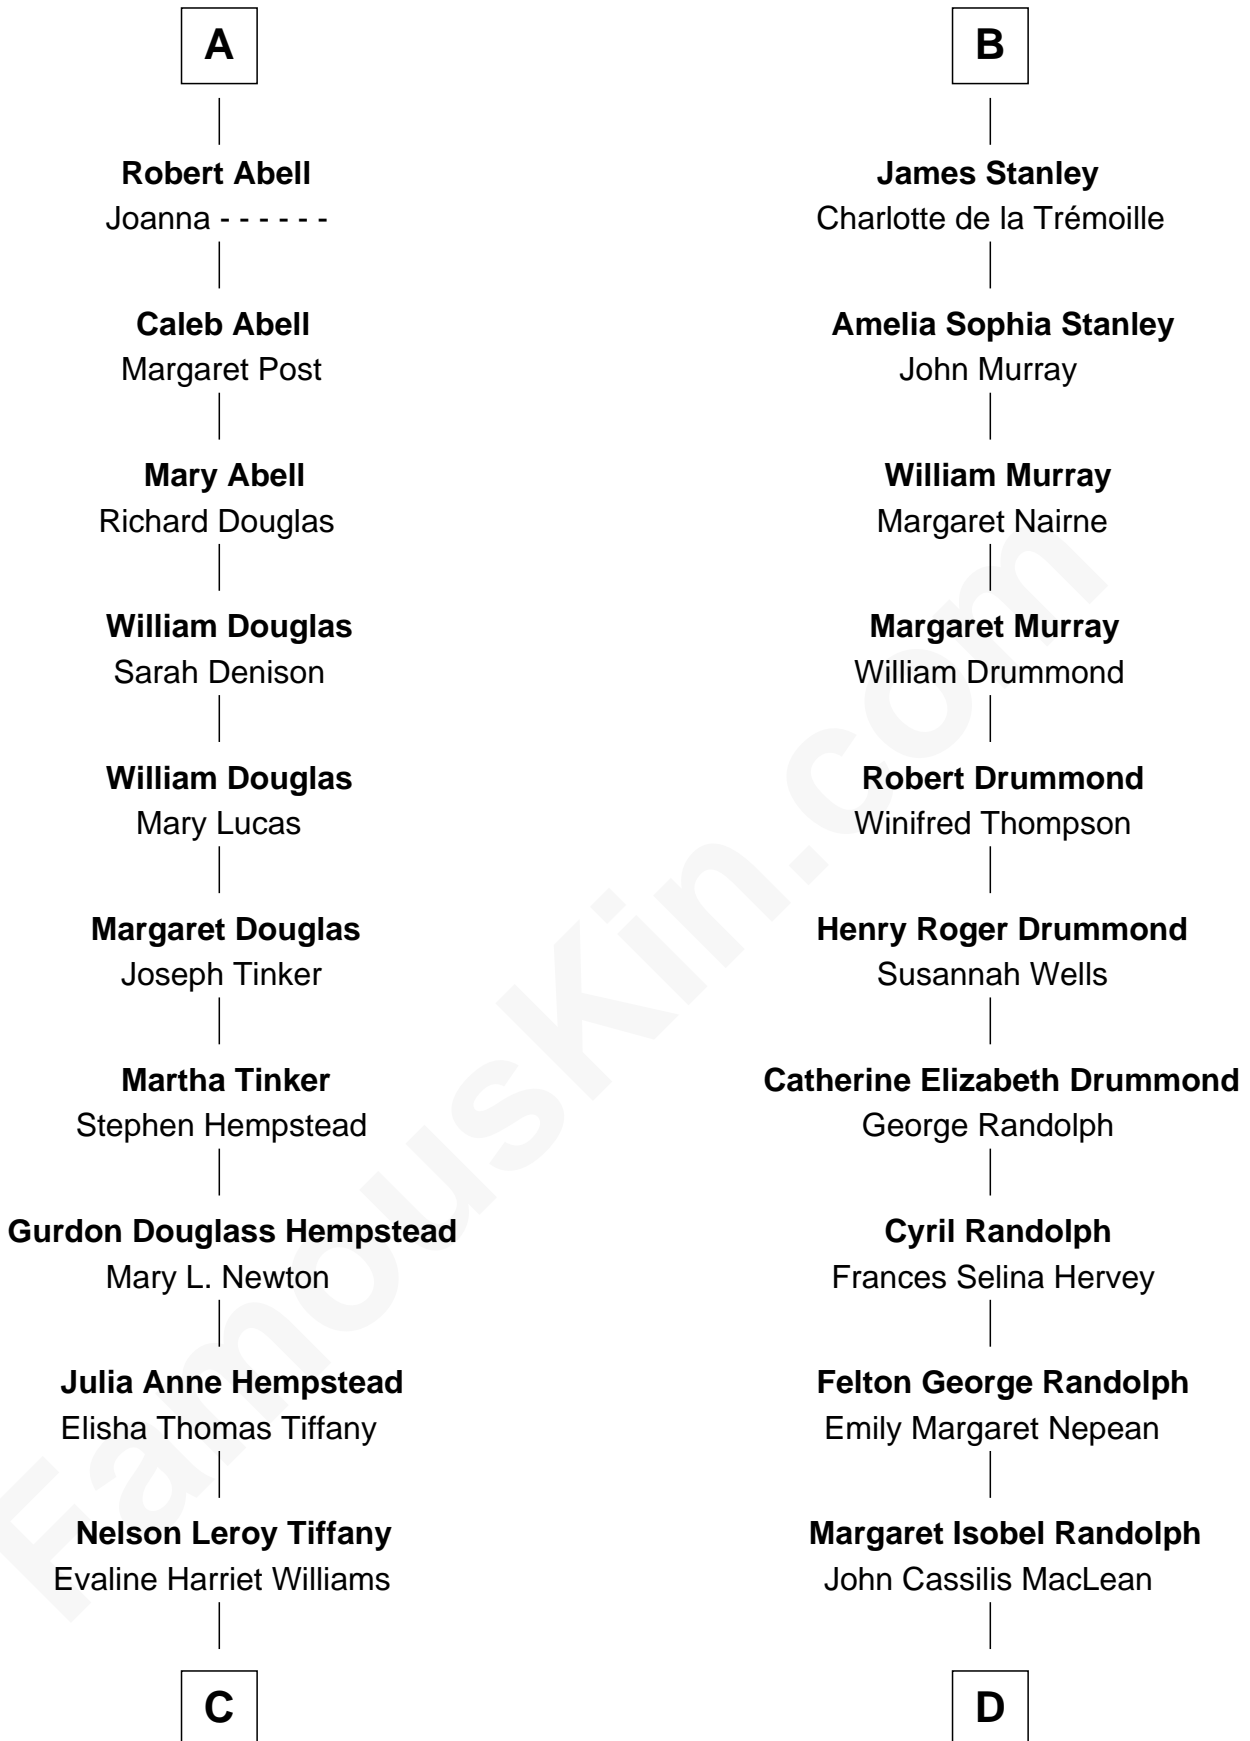 A
Robert Abell
Joanna - - - - - -
Caleb Abell
Margaret Post
Mary Abell
Richard Douglas
William Douglas
Sarah Denison
William Douglas
Mary Lucas
Margaret Douglas
Joseph Tinker
Martha Tinker
Stephen Hempstead
Gurdon Douglass Hempstead
Mary L. Newton
Julia Anne Hempstead
Elisha Thomas Tiffany
Nelson Leroy Tiffany
Evaline Harriet Williams
C
B
James Stanley
Charlotte de la Trémoille
Amelia Sophia Stanley
John Murray
William Murray
Margaret Nairne
Margaret Murray
William Drummond
Robert Drummond
Winifred Thompson
Henry Roger Drummond
Susannah Wells
Catherine Elizabeth Drummond
George Randolph
Cyril Randolph
Frances Selina Hervey
Felton George Randolph
Emily Margaret Nepean
Margaret Isobel Randolph
John Cassilis MacLean
D
FamousKin.com